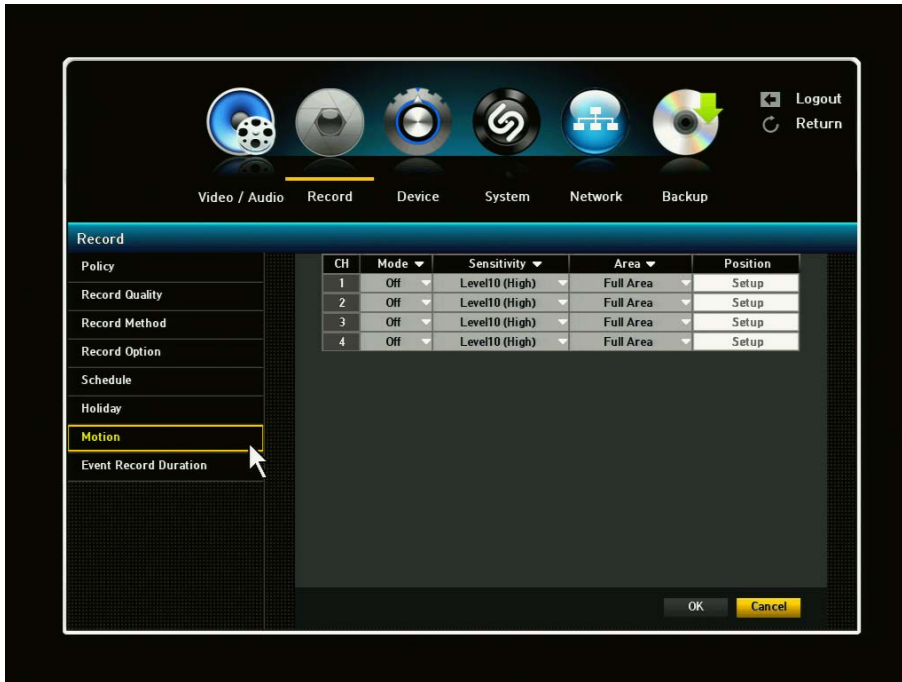 Logout
Return
Video / Audio Record Device System Network Backup
Record
Policy
Record Quality
Record Method
Record Option
Schedule
Holiday
Motion
Event Record Duration
CH Mode Sensitivity Area Position
1 Off Level10 (High) Full Area Setup
2 Off Level10 (High) Full Area Setup
3 Off Level10 (High) Full Area Setup
4 Off Level10 (High) Full Area Setup
OK Cancel